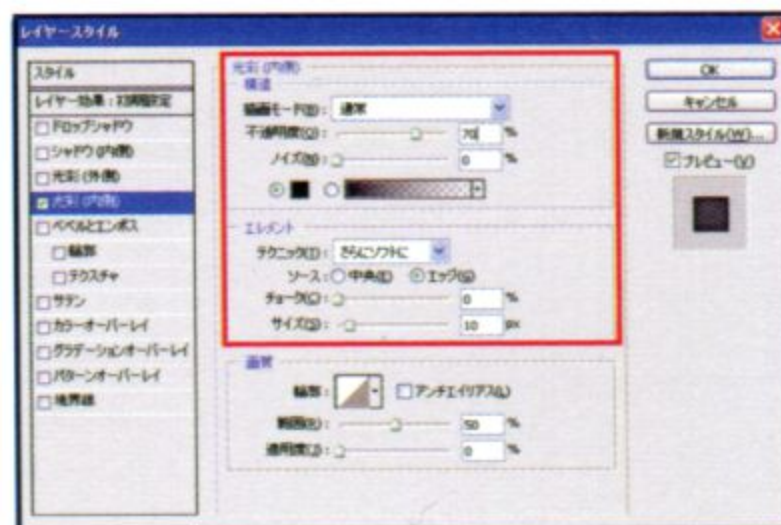 レイヤースタイル
スタイル
レイヤー効果：初期設定
ドロップシャドウ
シャドウ (内側)
光彩 (外側)
光彩 (内側)
ベベルとエンボス
輪郭
テクスチャ
サテン
カラーオーバーレイ
グラデーションオーバーレイ
パターンオーバーレイ
境界線
光彩 (内側)
構造
描画モード(B)： 通常
不透明度(O)： 70 %
ノイズ(N)： 0 %
エレメント
テクニック(T)： さらにソフトに
ソース： 中央(E) エッジ(G)
チョーク(C)： 0 %
サイズ(S)： 10 px
画質
輪郭： アンチエイリアス(L)
範囲(R)： 50 %
適用度(J)： 0 %
OK
キャンセル
新規スタイル(W)...
プレビュー(V)